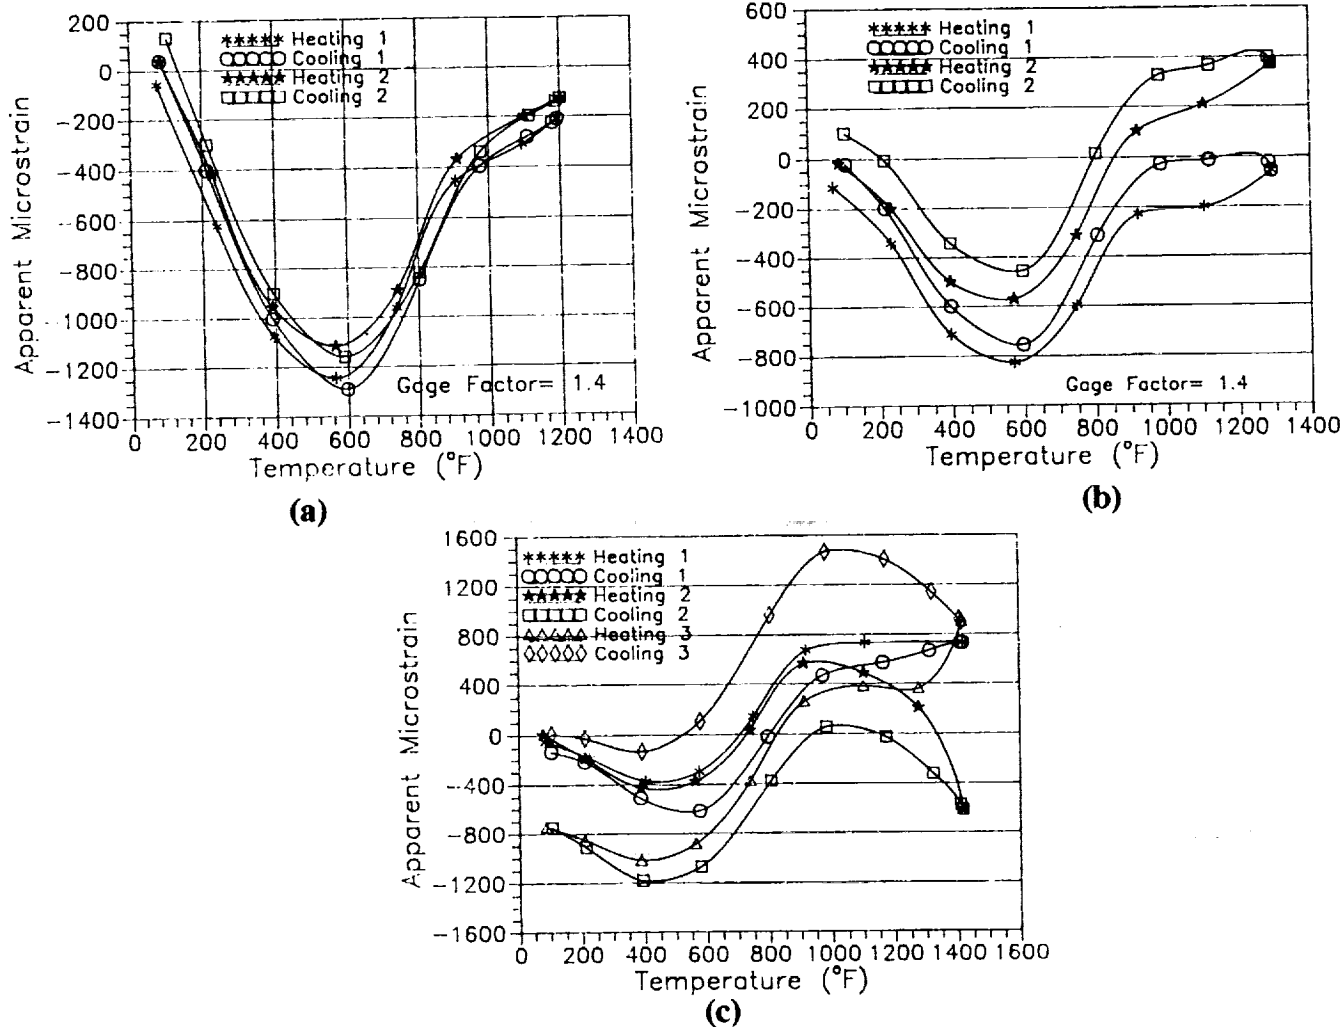 200
0
-200
-400
-600
-800
-1000
-1200
-1400
Apparent Microstrain
Heating 1
Cooling 1
Heating 2
Cooling 2
Gage Factor= 1.4
0 200 400 600 800 1000 1200 1400
Temperature (°F)
(a)
600
400
200
0
-200
-400
-600
-800
-1000
Apparent Microstrain
Heating 1
Cooling 1
Heating 2
Cooling 2
Gage Factor= 1.4
0 200 400 600 800 1000 1200 1400
Temperature (°F)
(b)
1600
1200
800
400
0
-400
-800
-1200
-1600
Apparent Microstrain
Heating 1
Cooling 1
Heating 2
Cooling 2
Heating 3
Cooling 3
0 200 400 600 800 1000 1200 1400 1600
Temperature (°F)
(c)